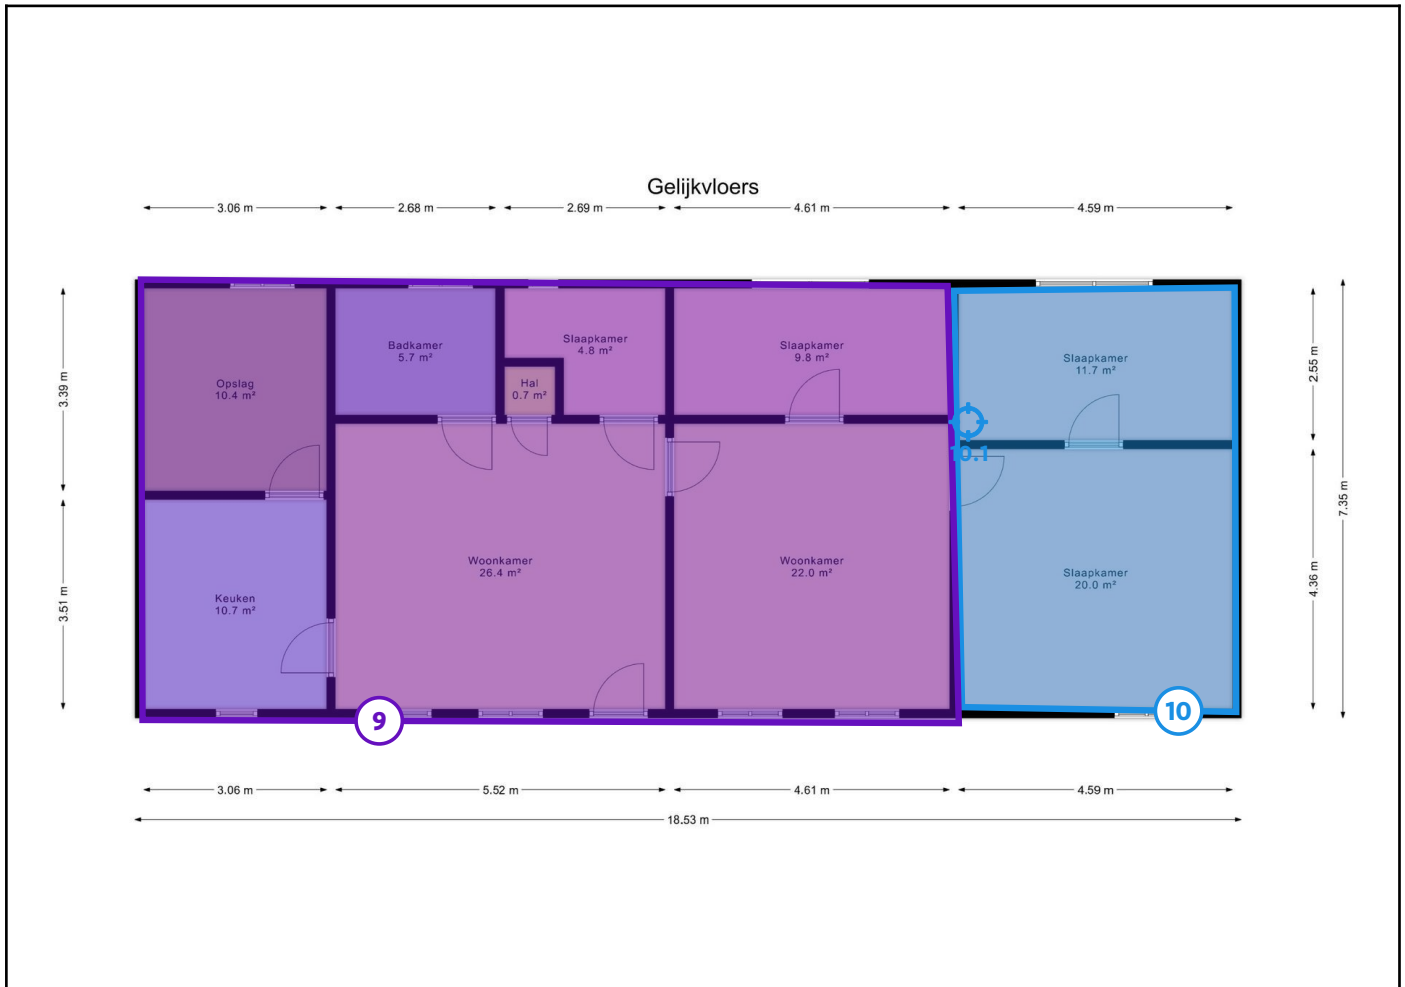 Gelijkvloers
3.06 m
2.68 m
2.69 m
4.61 m
4.59 m
Badkamer
5.7 m²
Slaapkamer
4.8 m²
Slaapkamer
9.8 m²
Slaapkamer
11.7 m²
Opslag
10.4 m²
Hal
0.7 m²
3.39 m
2.55 m
10.1
7.35 m
Woonkamer
26.4 m²
Woonkamer
22.0 m²
Slaapkamer
20.0 m²
Keuken
10.7 m²
3.51 m
4.36 m
9
10
3.06 m
5.52 m
4.61 m
4.59 m
18.53 m